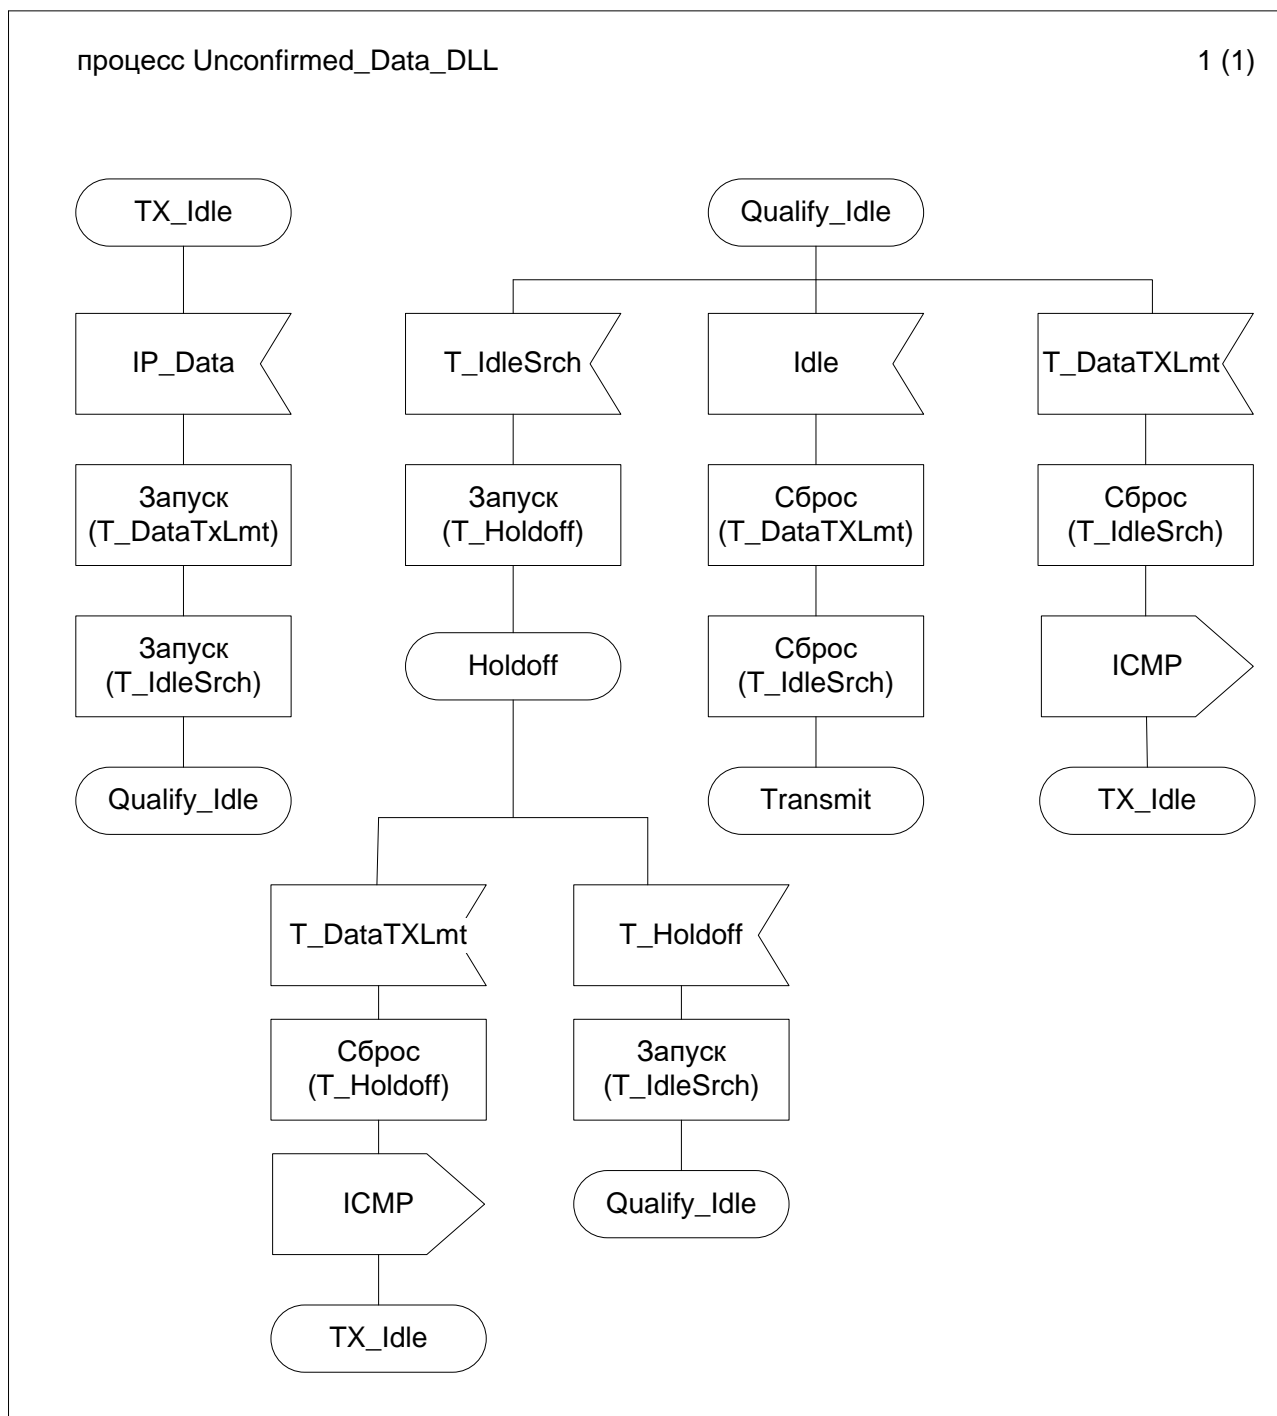 процесс Unconfirmed_Data_DLL
1 (1)
TX_Idle
Qualify_Idle
IP_Data
T_IdleSrch
Idle
T_DataTXLmt
Запуск
(T_DataTxLmt)
Запуск
(T_Holdoff)
Сброс
(T_DataTXLmt)
Сброс
(T_IdleSrch)
Запуск
(T_IdleSrch)
Holdoff
Сброс
(T_IdleSrch)
ICMP
Qualify_Idle
Transmit
TX_Idle
T_DataTXLmt
T_Holdoff
Сброс
(T_Holdoff)
Запуск
(T_IdleSrch)
ICMP
Qualify_Idle
TX_Idle